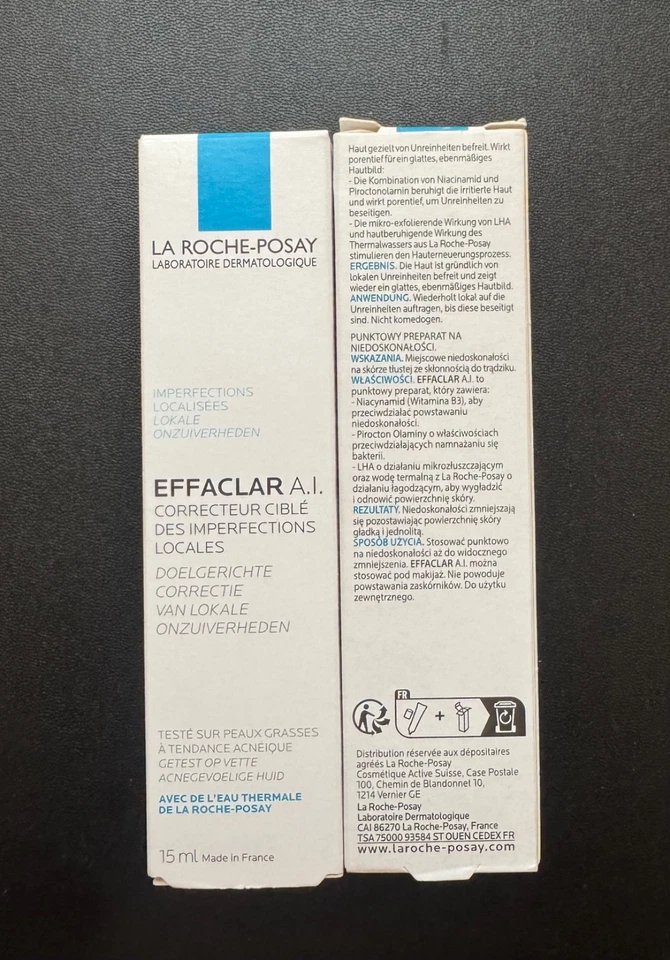 LA ROCHE-POSAY
LABORATOIRE DERMATOLOGIQUE
IMPERFECTIONS
LOCALISÉES
LOKALE
ONZUIVERHEDEN
EFFACLAR A.I.
CORRECTEUR CIBLÉ
DES IMPERFECTIONS
LOCALES
DOELGERICHTE
CORRECTIE
VAN LOKALE
ONZUIVERHEDEN
TESTÉ SUR PEAUX GRASSES
À TENDANCE ACNÉIQUE
GETEST OP VETTE
ACNEGEVOELIGE HUID
AVEC DE L'EAU THERMALE
DE LA ROCHE-POSAY
15 ml Made in France
Haut gezielt von Unreinheiten befreit. Wirkt
porentief für ein glattes, ebenmäßiges
Hautbild:
- Die Kombination von Niacinamid und
Piroctonolamin beruhigt die irritierte Haut
und wirkt porentief, um Unreinheiten zu
beseitigen.
- Die mikro-exfolierende Wirkung von LHA
und hautberuhigende Wirkung des
Thermalwassers aus La Roche-Posay
stimulieren den Hauterneuerungsprozess.
ERGEBNIS. Die Haut ist gründlich von
lokalen Unreinheiten befreit und zeigt
wieder ein glattes, ebenmäßiges Hautbild.
ANWENDUNG. Wiederholt lokal auf die
Unreinheiten auftragen, bis diese beseitigt
sind. Nicht komedogen.
PUNKTOWY PREPARAT NA
NIEDOSKONAŁOŚCI.
WSKAZANIA. Miejscowe niedoskonałości
na skórze tłustej ze skłonnością do trądziku.
WŁAŚCIWOŚCI. EFFACLAR A.I. to
punktowy preparat, który zawiera:
- Niacynamid (Witamina B3), aby
przeciwdziałać powstawaniu
niedoskonałości.
- Pirocton Olaminy o właściwościach
przeciwdziałających namnażaniu się
bakterii.
- LHA o działaniu mikrozłuszczającym
oraz wodę termalną z La Roche-Posay o
działaniu łagodzącym, aby wygładzić
i odnowić powierzchnię skóry.
REZULTATY. Niedoskonałości zmniejszają
się pozostawiając powierzchnię skóry
gładką i jednolitą.
SPOSÓB UŻYCIA. Stosować punktowo
na niedoskonałości aż do widocznego
zmniejszenia. EFFACLAR A.I. można
stosować pod makijaż. Nie powoduje
powstawania zaskórników. Do użytku
zewnętrznego.
FR
+
Distribution réservée aux dépositaires
agréés La Roche-Posay
Cosmétique Active Suisse, Case Postale
100, Chemin de Blandonnet 10,
1214 Vernier GE
La Roche-Posay
Laboratoire Dermatologique
CAI 86270 La Roche-Posay, France
TSA 75000 93584 ST OUEN CEDEX FR
www.laroche-posay.com